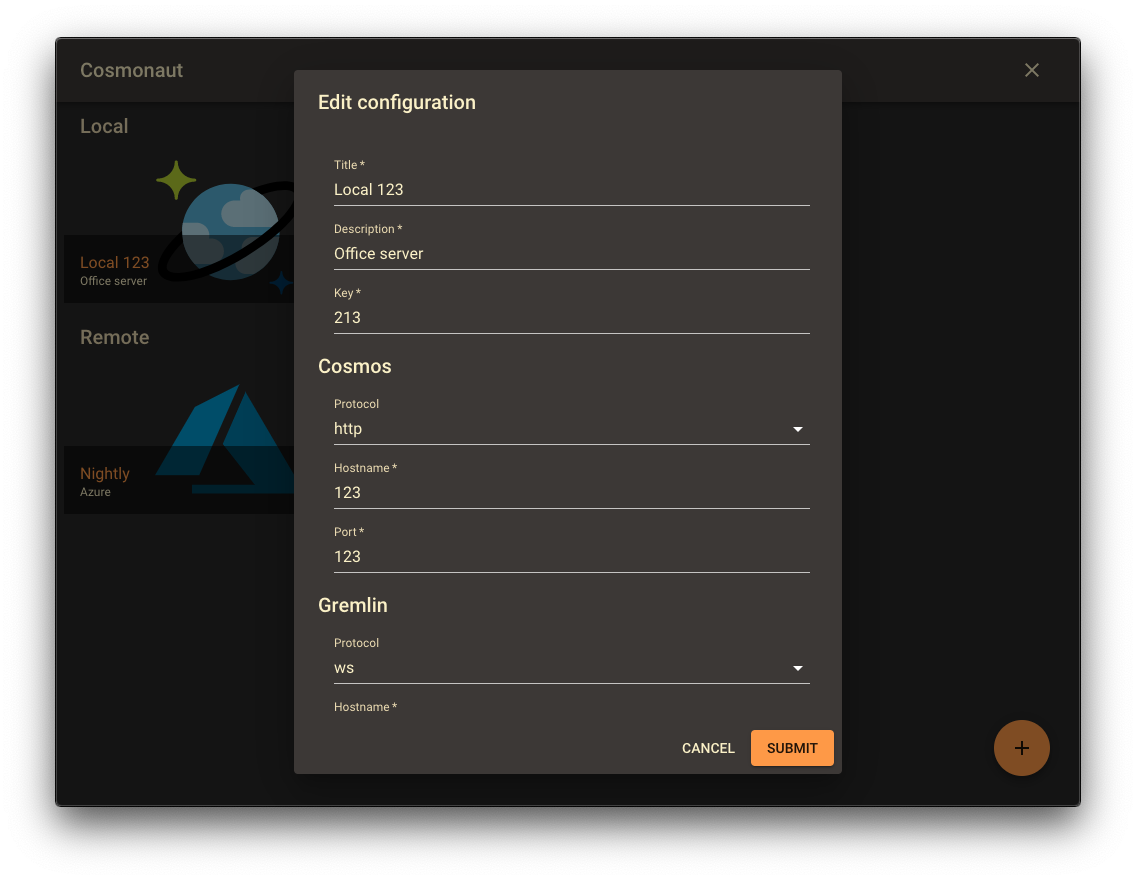 Cosmonaut
Local
Local 123
Office server
Remote
Nightly
Azure
Edit configuration
Title *
Local 123
Description *
Office server
Key *
213
Cosmos
Protocol
http
Hostname *
123
Port *
123
Gremlin
Protocol
ws
Hostname *
CANCEL
SUBMIT